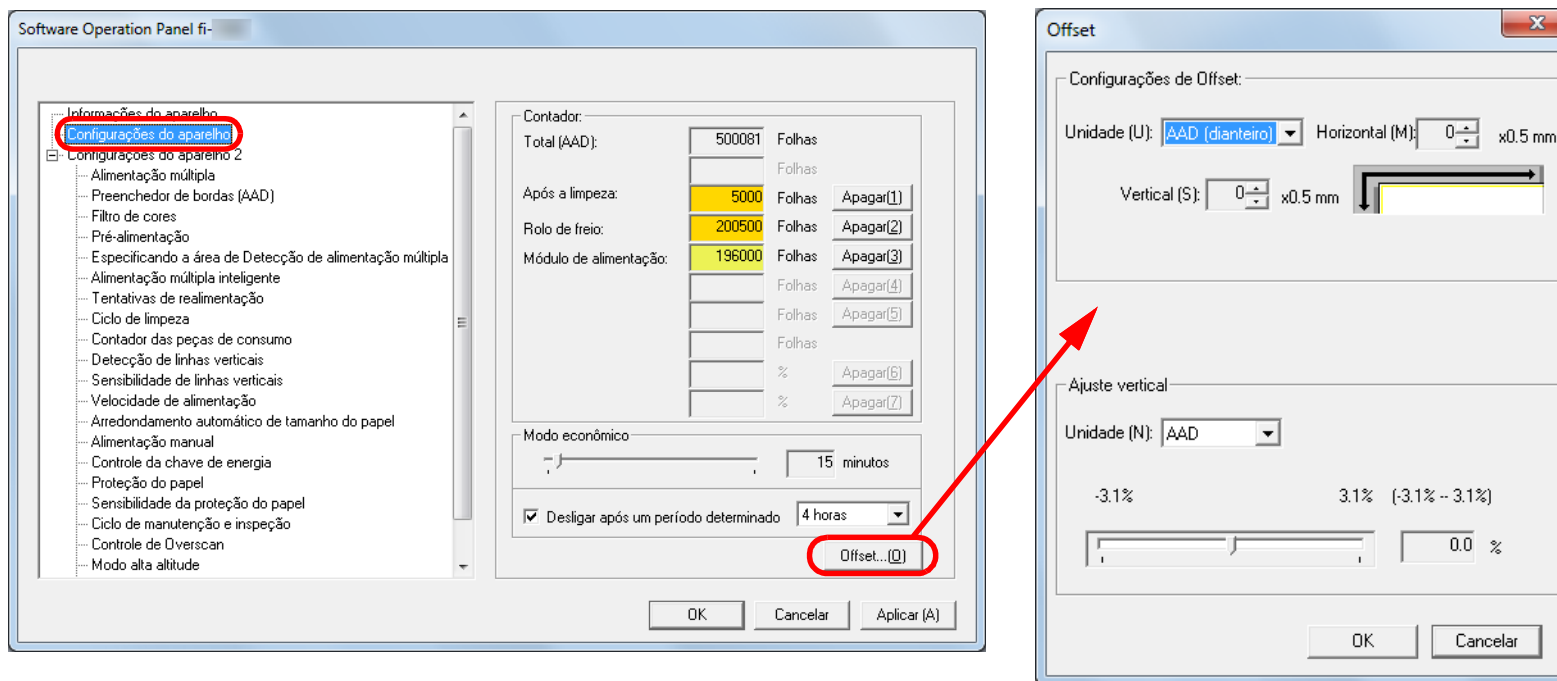 Software Operation Panel fi-
Informações do aparelho
Configurações do aparelho
Configurações do aparelho 2
Alimentação múltipla
Preenchedor de bordas (AAD)
Filtro de cores
Pré-alimentação
Especificando a área de Detecção de alimentação múltipla
Alimentação múltipla inteligente
Tentativas de realimentação
Ciclo de limpeza
Contador das peças de consumo
Detecção de linhas verticais
Sensibilidade de linhas verticais
Velocidade de alimentação
Arredondamento automático de tamanho do papel
Alimentação manual
Controle da chave de energia
Proteção do papel
Sensibilidade da proteção do papel
Ciclo de manutenção e inspeção
Controle de Overscan
Modo alta altitude
Contador:
Total (AAD): 500081 Folhas
Folhas
Após a limpeza: 5000 Folhas Apagar(1)
Rolo de freio: 200500 Folhas Apagar(2)
Módulo de alimentação: 196000 Folhas Apagar(3)
Folhas Apagar(4)
Folhas Apagar(5)
Folhas
% Apagar(6)
% Apagar(7)
Modo econômico
15 minutos
Desligar após um período determinado 4 horas
Offset...(O)
OK Cancelar Aplicar (A)
Offset
Configurações de Offset:
Unidade (U): AAD (dianteiro) Horizontal (M): 0 x0.5 mm
Vertical (S): 0 x0.5 mm
Ajuste vertical
Unidade (N): AAD
-3.1% 3.1% (-3.1% -- 3.1%)
0.0 %
OK Cancelar